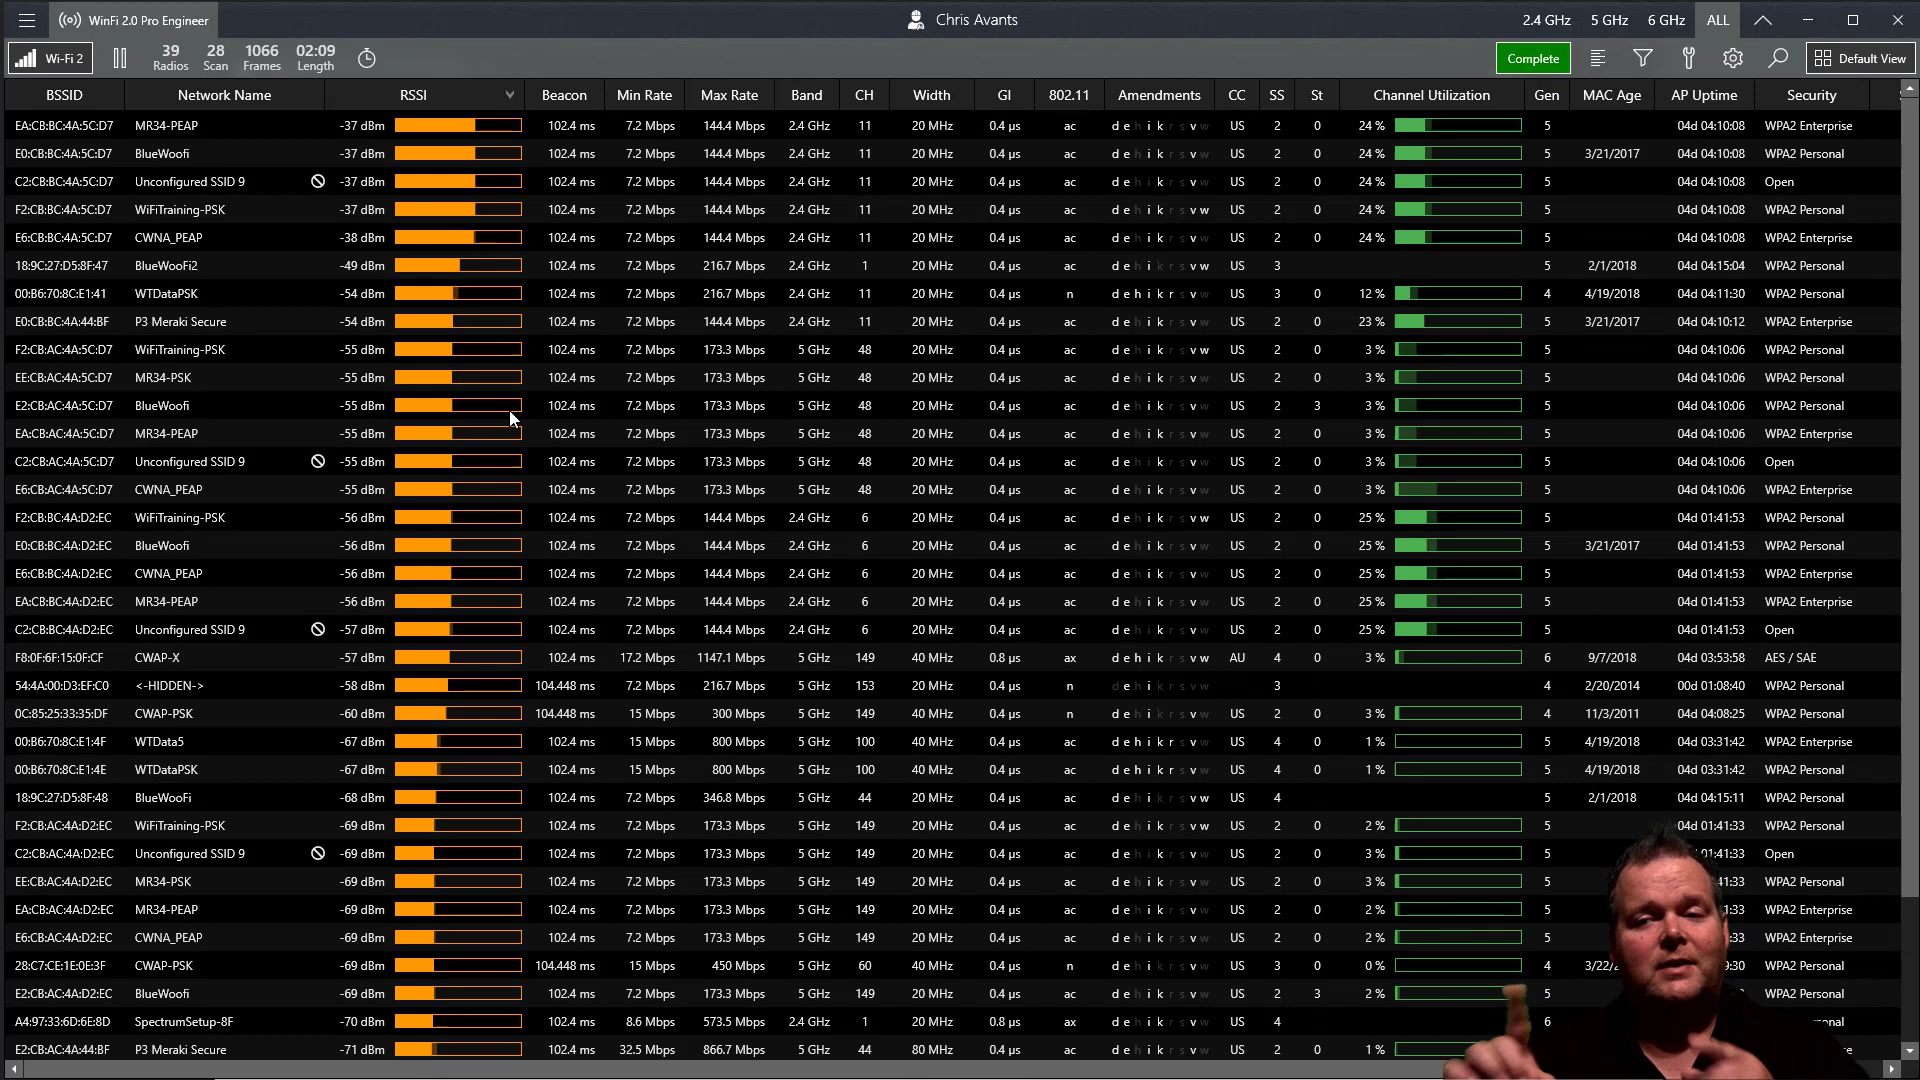 WinFi 2.0 Pro Engineer Chris Avants 2.4 GHz 5 GHz 6 GHz ALL
Wi-Fi 2 39 Radios 28 Scan 1066 Frames 02:09 Length Complete Default View
BSSID Network Name RSSI Beacon Min Rate Max Rate Band CH Width GI 802.11 Amendments CC SS St Channel Utilization Gen MAC Age AP Uptime Security
EA:CB:BC:4A:5C:D7 MR34-PEAP -37 dBm 102.4 ms 7.2 Mbps 144.4 Mbps 2.4 GHz 11 20 MHz 0.4 µs ac d e h i k r s v w US 2 0 24 % 5 04d 04:10:08 WPA2 Enterprise
E0:CB:BC:4A:5C:D7 BlueWoofi -37 dBm 102.4 ms 7.2 Mbps 144.4 Mbps 2.4 GHz 11 20 MHz 0.4 µs ac d e h i k r s v w US 2 0 24 % 5 3/21/2017 04d 04:10:08 WPA2 Personal
C2:CB:BC:4A:5C:D7 Unconfigured SSID 9 -37 dBm 102.4 ms 7.2 Mbps 144.4 Mbps 2.4 GHz 11 20 MHz 0.4 µs ac d e h i k r s v w US 2 0 24 % 5 04d 04:10:08 Open
F2:CB:BC:4A:5C:D7 WiFiTraining-PSK -37 dBm 102.4 ms 7.2 Mbps 144.4 Mbps 2.4 GHz 11 20 MHz 0.4 µs ac d e h i k r s v w US 2 0 24 % 5 04d 04:10:08 WPA2 Personal
E6:CB:BC:4A:5C:D7 CWNA_PEAP -38 dBm 102.4 ms 7.2 Mbps 144.4 Mbps 2.4 GHz 11 20 MHz 0.4 µs ac d e h i k r s v w US 2 0 24 % 5 04d 04:10:08 WPA2 Enterprise
18:9C:27:D5:8F:47 BlueWooFi2 -49 dBm 102.4 ms 7.2 Mbps 216.7 Mbps 2.4 GHz 1 20 MHz 0.4 µs ac d e h i k r s v w US 3 5 2/1/2018 04d 04:15:04 WPA2 Personal
00:B6:70:8C:E1:41 WTDataPSK -54 dBm 102.4 ms 7.2 Mbps 216.7 Mbps 2.4 GHz 11 20 MHz 0.4 µs n d e h i k r s v w US 3 0 12 % 4 4/19/2018 04d 04:11:30 WPA2 Personal
E0:CB:BC:4A:44:BF P3 Meraki Secure -54 dBm 102.4 ms 7.2 Mbps 144.4 Mbps 2.4 GHz 11 20 MHz 0.4 µs ac d e h i k r s v w US 2 0 23 % 5 3/21/2017 04d 04:10:12 WPA2 Enterprise
F2:CB:AC:4A:5C:D7 WiFiTraining-PSK -55 dBm 102.4 ms 7.2 Mbps 173.3 Mbps 5 GHz 48 20 MHz 0.4 µs ac d e h i k r s v w US 2 0 3 % 5 04d 04:10:06 WPA2 Personal
EE:CB:AC:4A:5C:D7 MR34-PSK -55 dBm 102.4 ms 7.2 Mbps 173.3 Mbps 5 GHz 48 20 MHz 0.4 µs ac d e h i k r s v w US 2 0 3 % 5 04d 04:10:06 WPA2 Personal
E2:CB:AC:4A:5C:D7 BlueWoofi -55 dBm 102.4 ms 7.2 Mbps 173.3 Mbps 5 GHz 48 20 MHz 0.4 µs ac d e h i k r s v w US 2 3 3 % 5 04d 04:10:06 WPA2 Personal
EA:CB:AC:4A:5C:D7 MR34-PEAP -55 dBm 102.4 ms 7.2 Mbps 173.3 Mbps 5 GHz 48 20 MHz 0.4 µs ac d e h i k r s v w US 2 0 3 % 5 04d 04:10:06 WPA2 Enterprise
C2:CB:AC:4A:5C:D7 Unconfigured SSID 9 -55 dBm 102.4 ms 7.2 Mbps 173.3 Mbps 5 GHz 48 20 MHz 0.4 µs ac d e h i k r s v w US 2 0 3 % 5 04d 04:10:06 Open
E6:CB:AC:4A:5C:D7 CWNA_PEAP -55 dBm 102.4 ms 7.2 Mbps 173.3 Mbps 5 GHz 48 20 MHz 0.4 µs ac d e h i k r s v w US 2 0 3 % 5 04d 04:10:06 WPA2 Enterprise
F2:CB:BC:4A:D2:EC WiFiTraining-PSK -56 dBm 102.4 ms 7.2 Mbps 144.4 Mbps 2.4 GHz 6 20 MHz 0.4 µs ac d e h i k r s v w US 2 0 25 % 5 04d 01:41:53 WPA2 Personal
E0:CB:BC:4A:D2:EC BlueWoofi -56 dBm 102.4 ms 7.2 Mbps 144.4 Mbps 2.4 GHz 6 20 MHz 0.4 µs ac d e h i k r s v w US 2 0 25 % 5 3/21/2017 04d 01:41:53 WPA2 Personal
E6:CB:BC:4A:D2:EC CWNA_PEAP -56 dBm 102.4 ms 7.2 Mbps 144.4 Mbps 2.4 GHz 6 20 MHz 0.4 µs ac d e h i k r s v w US 2 0 25 % 5 04d 01:41:53 WPA2 Enterprise
EA:CB:BC:4A:D2:EC MR34-PEAP -56 dBm 102.4 ms 7.2 Mbps 144.4 Mbps 2.4 GHz 6 20 MHz 0.4 µs ac d e h i k r s v w US 2 0 25 % 5 04d 01:41:53 WPA2 Enterprise
C2:CB:BC:4A:D2:EC Unconfigured SSID 9 -57 dBm 102.4 ms 7.2 Mbps 144.4 Mbps 2.4 GHz 6 20 MHz 0.4 µs ac d e h i k r s v w US 2 0 25 % 5 04d 01:41:53 Open
F8:0F:6F:15:0F:CF CWAP-X -57 dBm 102.4 ms 17.2 Mbps 1147.1 Mbps 5 GHz 149 40 MHz 0.8 µs ax d e h i k r s v w AU 4 0 3 % 6 9/7/2018 04d 03:53:58 AES / SAE
54:4A:00:D3:EF:C0 <-HIDDEN-> -58 dBm 104.448 ms 7.2 Mbps 216.7 Mbps 5 GHz 153 20 MHz 0.4 µs n d e h i k r s v w 3 4 2/20/2014 00d 01:08:40 WPA2 Personal
0C:85:25:33:35:DF CWAP-PSK -60 dBm 104.448 ms 15 Mbps 300 Mbps 5 GHz 149 40 MHz 0.4 µs n d e h i k r s v w US 2 0 3 % 4 11/3/2011 04d 04:08:25 WPA2 Personal
00:B6:70:8C:E1:4F WTData5 -67 dBm 102.4 ms 15 Mbps 800 Mbps 5 GHz 100 40 MHz 0.4 µs ac d e h i k r s v w US 4 0 1 % 5 4/19/2018 04d 03:31:42 WPA2 Enterprise
00:B6:70:8C:E1:4E WTDataPSK -67 dBm 102.4 ms 15 Mbps 800 Mbps 5 GHz 100 40 MHz 0.4 µs ac d e h i k r s v w US 4 0 1 % 5 4/19/2018 04d 03:31:42 WPA2 Personal
18:9C:27:D5:8F:48 BlueWooFi -68 dBm 102.4 ms 7.2 Mbps 346.8 Mbps 5 GHz 44 20 MHz 0.4 µs ac d e h i k r s v w US 4 5 2/1/2018 04d 04:15:11 WPA2 Personal
F2:CB:AC:4A:D2:EC WiFiTraining-PSK -69 dBm 102.4 ms 7.2 Mbps 173.3 Mbps 5 GHz 149 20 MHz 0.4 µs ac d e h i k r s v w US 2 0 2 % 5 04d 01:41:33 WPA2 Personal
C2:CB:AC:4A:D2:EC Unconfigured SSID 9 -69 dBm 102.4 ms 7.2 Mbps 173.3 Mbps 5 GHz 149 20 MHz 0.4 µs ac d e h i k r s v w US 2 0 3 % 5 01:41:33 Open
EE:CB:AC:4A:D2:EC MR34-PSK -69 dBm 102.4 ms 7.2 Mbps 173.3 Mbps 5 GHz 149 20 MHz 0.4 µs ac d e h i k r s v w US 2 0 3 % 5 41:33 WPA2 Personal
EA:CB:AC:4A:D2:EC MR34-PEAP -69 dBm 102.4 ms 7.2 Mbps 173.3 Mbps 5 GHz 149 20 MHz 0.4 µs ac d e h i k r s v w US 2 0 2 % 5 1:33 WPA2 Enterprise
E6:CB:AC:4A:D2:EC CWNA_PEAP -69 dBm 102.4 ms 7.2 Mbps 173.3 Mbps 5 GHz 149 20 MHz 0.4 µs ac d e h i k r s v w US 2 0 2 % 5 :33 WPA2 Enterprise
28:C7:CE:1E:0E:3F CWAP-PSK -69 dBm 104.448 ms 15 Mbps 450 Mbps 5 GHz 60 40 MHz 0.4 µs n d e h i k r s v w US 3 0 0 % 4 3/22/ 9:30 WPA2 Personal
E2:CB:AC:4A:D2:EC BlueWoofi -69 dBm 102.4 ms 7.2 Mbps 173.3 Mbps 5 GHz 149 20 MHz 0.4 µs ac d e h i k r s v w US 2 3 2 % 5 WPA2 Personal
A4:97:33:6D:6E:8D SpectrumSetup-8F -70 dBm 102.4 ms 8.6 Mbps 573.5 Mbps 2.4 GHz 1 20 MHz 0.8 µs ax d e h i k r s v w US 4 6 onal
E2:CB:AC:4A:44:BF P3 Meraki Secure -71 dBm 102.4 ms 32.5 Mbps 866.7 Mbps 5 GHz 44 80 MHz 0.4 µs ac d e h i k r s v w US 2 0 1 %